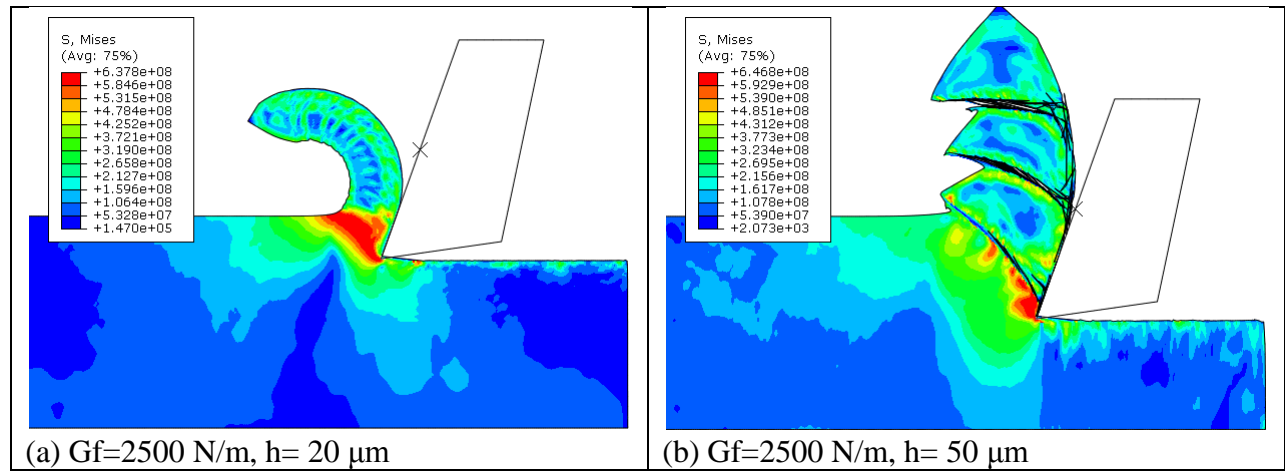 S, Mises
(Avg: 75%)
+6.378e+08
+5.846e+08
+5.315e+08
+4.784e+08
+4.252e+08
+3.721e+08
+3.190e+08
+2.658e+08
+2.127e+08
+1.596e+08
+1.064e+08
+5.328e+07
+1.470e+05
(a) Gf=2500 N/m, h= 20 μm
S, Mises
(Avg: 75%)
+6.468e+08
+5.929e+08
+5.390e+08
+4.851e+08
+4.312e+08
+3.773e+08
+3.234e+08
+2.695e+08
+2.156e+08
+1.617e+08
+1.078e+08
+5.390e+07
+2.073e+03
(b) Gf=2500 N/m, h= 50 μm